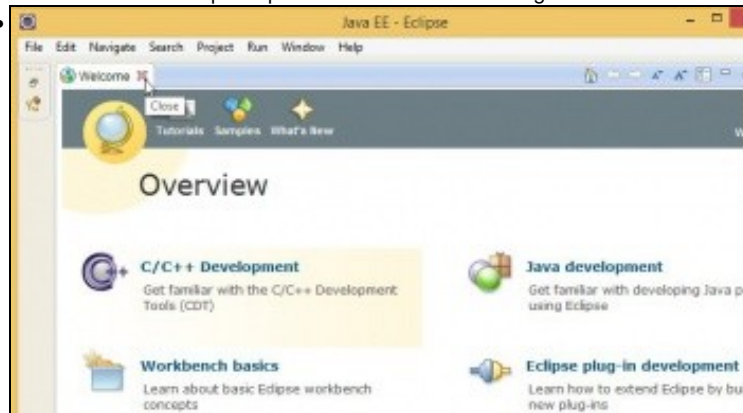 Java EE - Eclipse
File Edit Navigate Search Project Run Window Help
Welcome
Close
Tutorials Samples What's New
Overview
C/C++ Development
Get familiar with the C/C++ Development
Tools (CDT)
Java development
Get familiar with developing Java p
using Eclipse
Workbench basics
Learn about basic Eclipse workbench
concepts
Eclipse plug-in development
Learn how to extend Eclipse by bu
new plug-ins